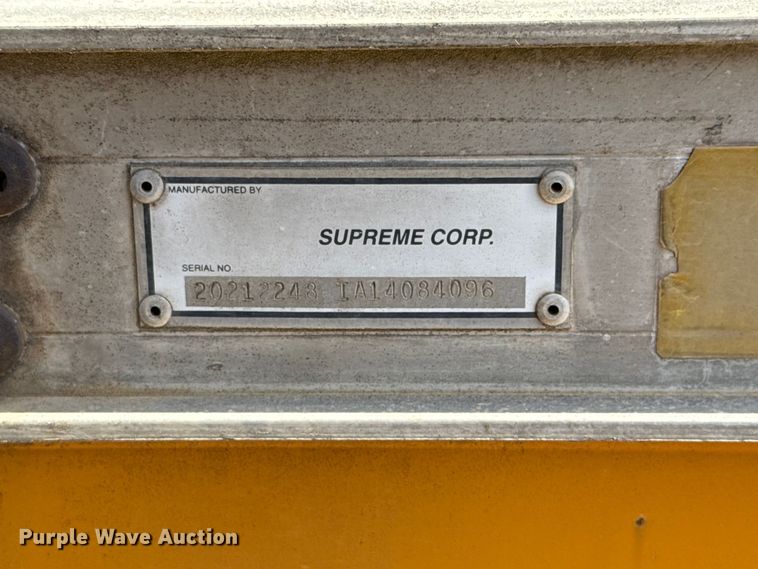 MANUFACTURED BY
SUPREME CORP.
SERIAL NO.
20212248 IA14084096
Purple Wave Auction